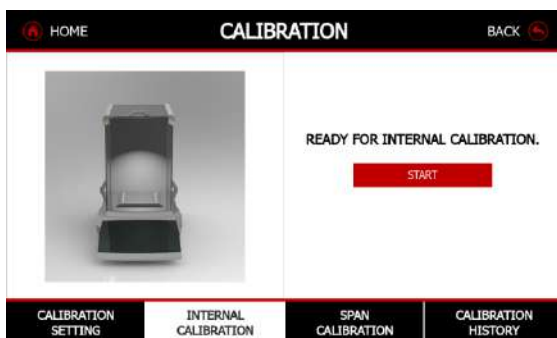 HOME
CALIBRATION
BACK
READY FOR INTERNAL CALIBRATION.
START
CALIBRATION
SETTING
INTERNAL
CALIBRATION
SPAN
CALIBRATION
CALIBRATION
HISTORY